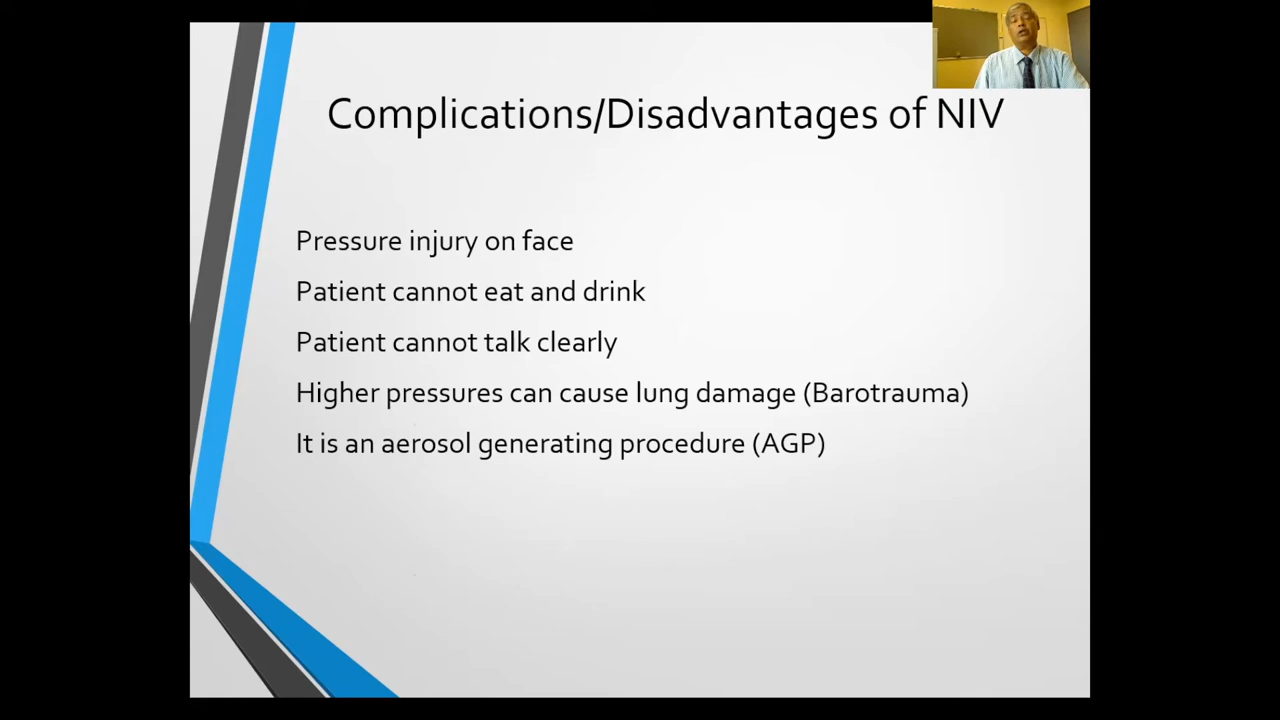 Complications/Disadvantages of NIV
Pressure injury on face
Patient cannot eat and drink
Patient cannot talk clearly
Higher pressures can cause lung damage (Barotrauma)
It is an aerosol generating procedure (AGP)